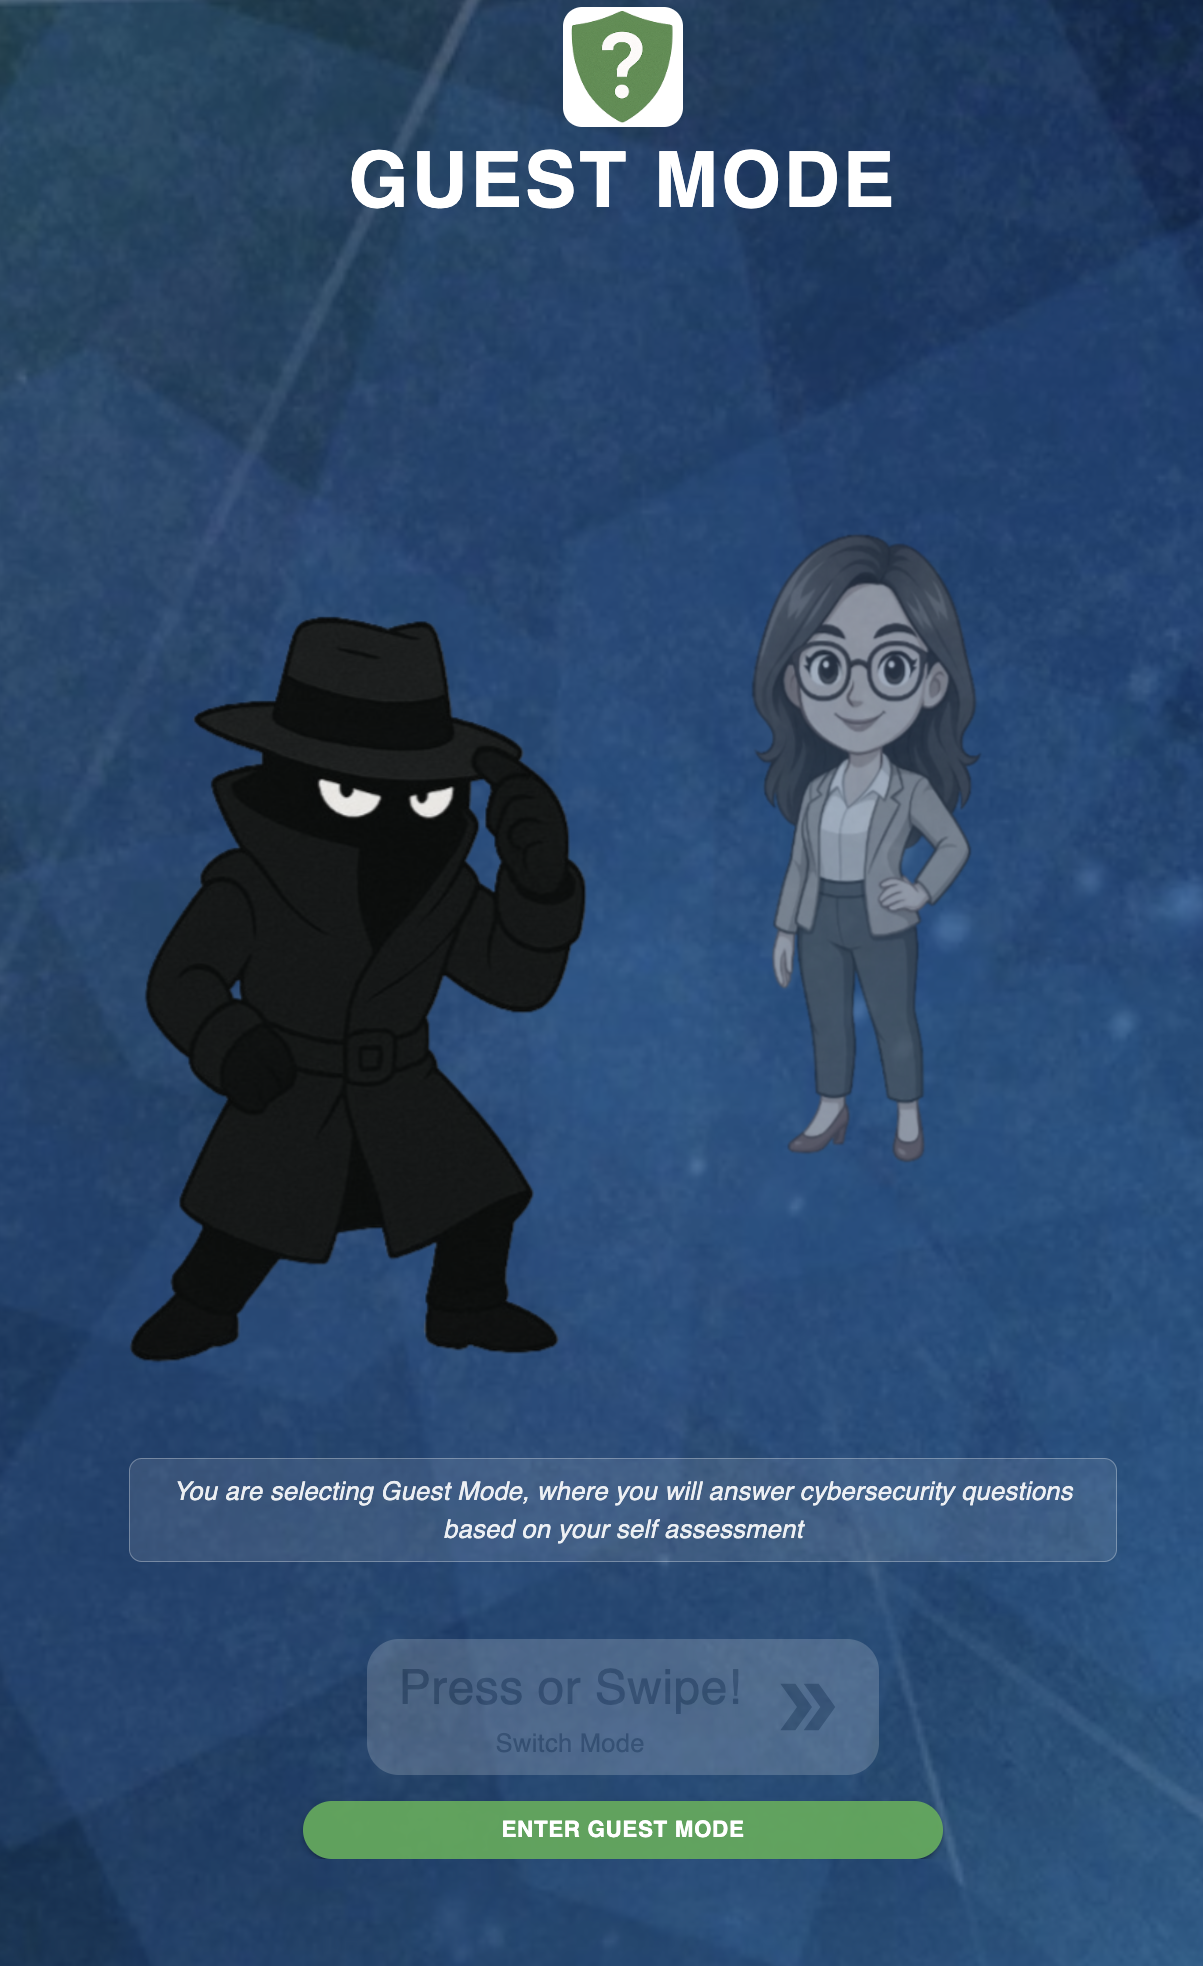 ?
GUEST MODE
You are selecting Guest Mode, where you will answer cybersecurity questions
based on your self assessment
Press or Swipe!
Switch Mode
ENTER GUEST MODE